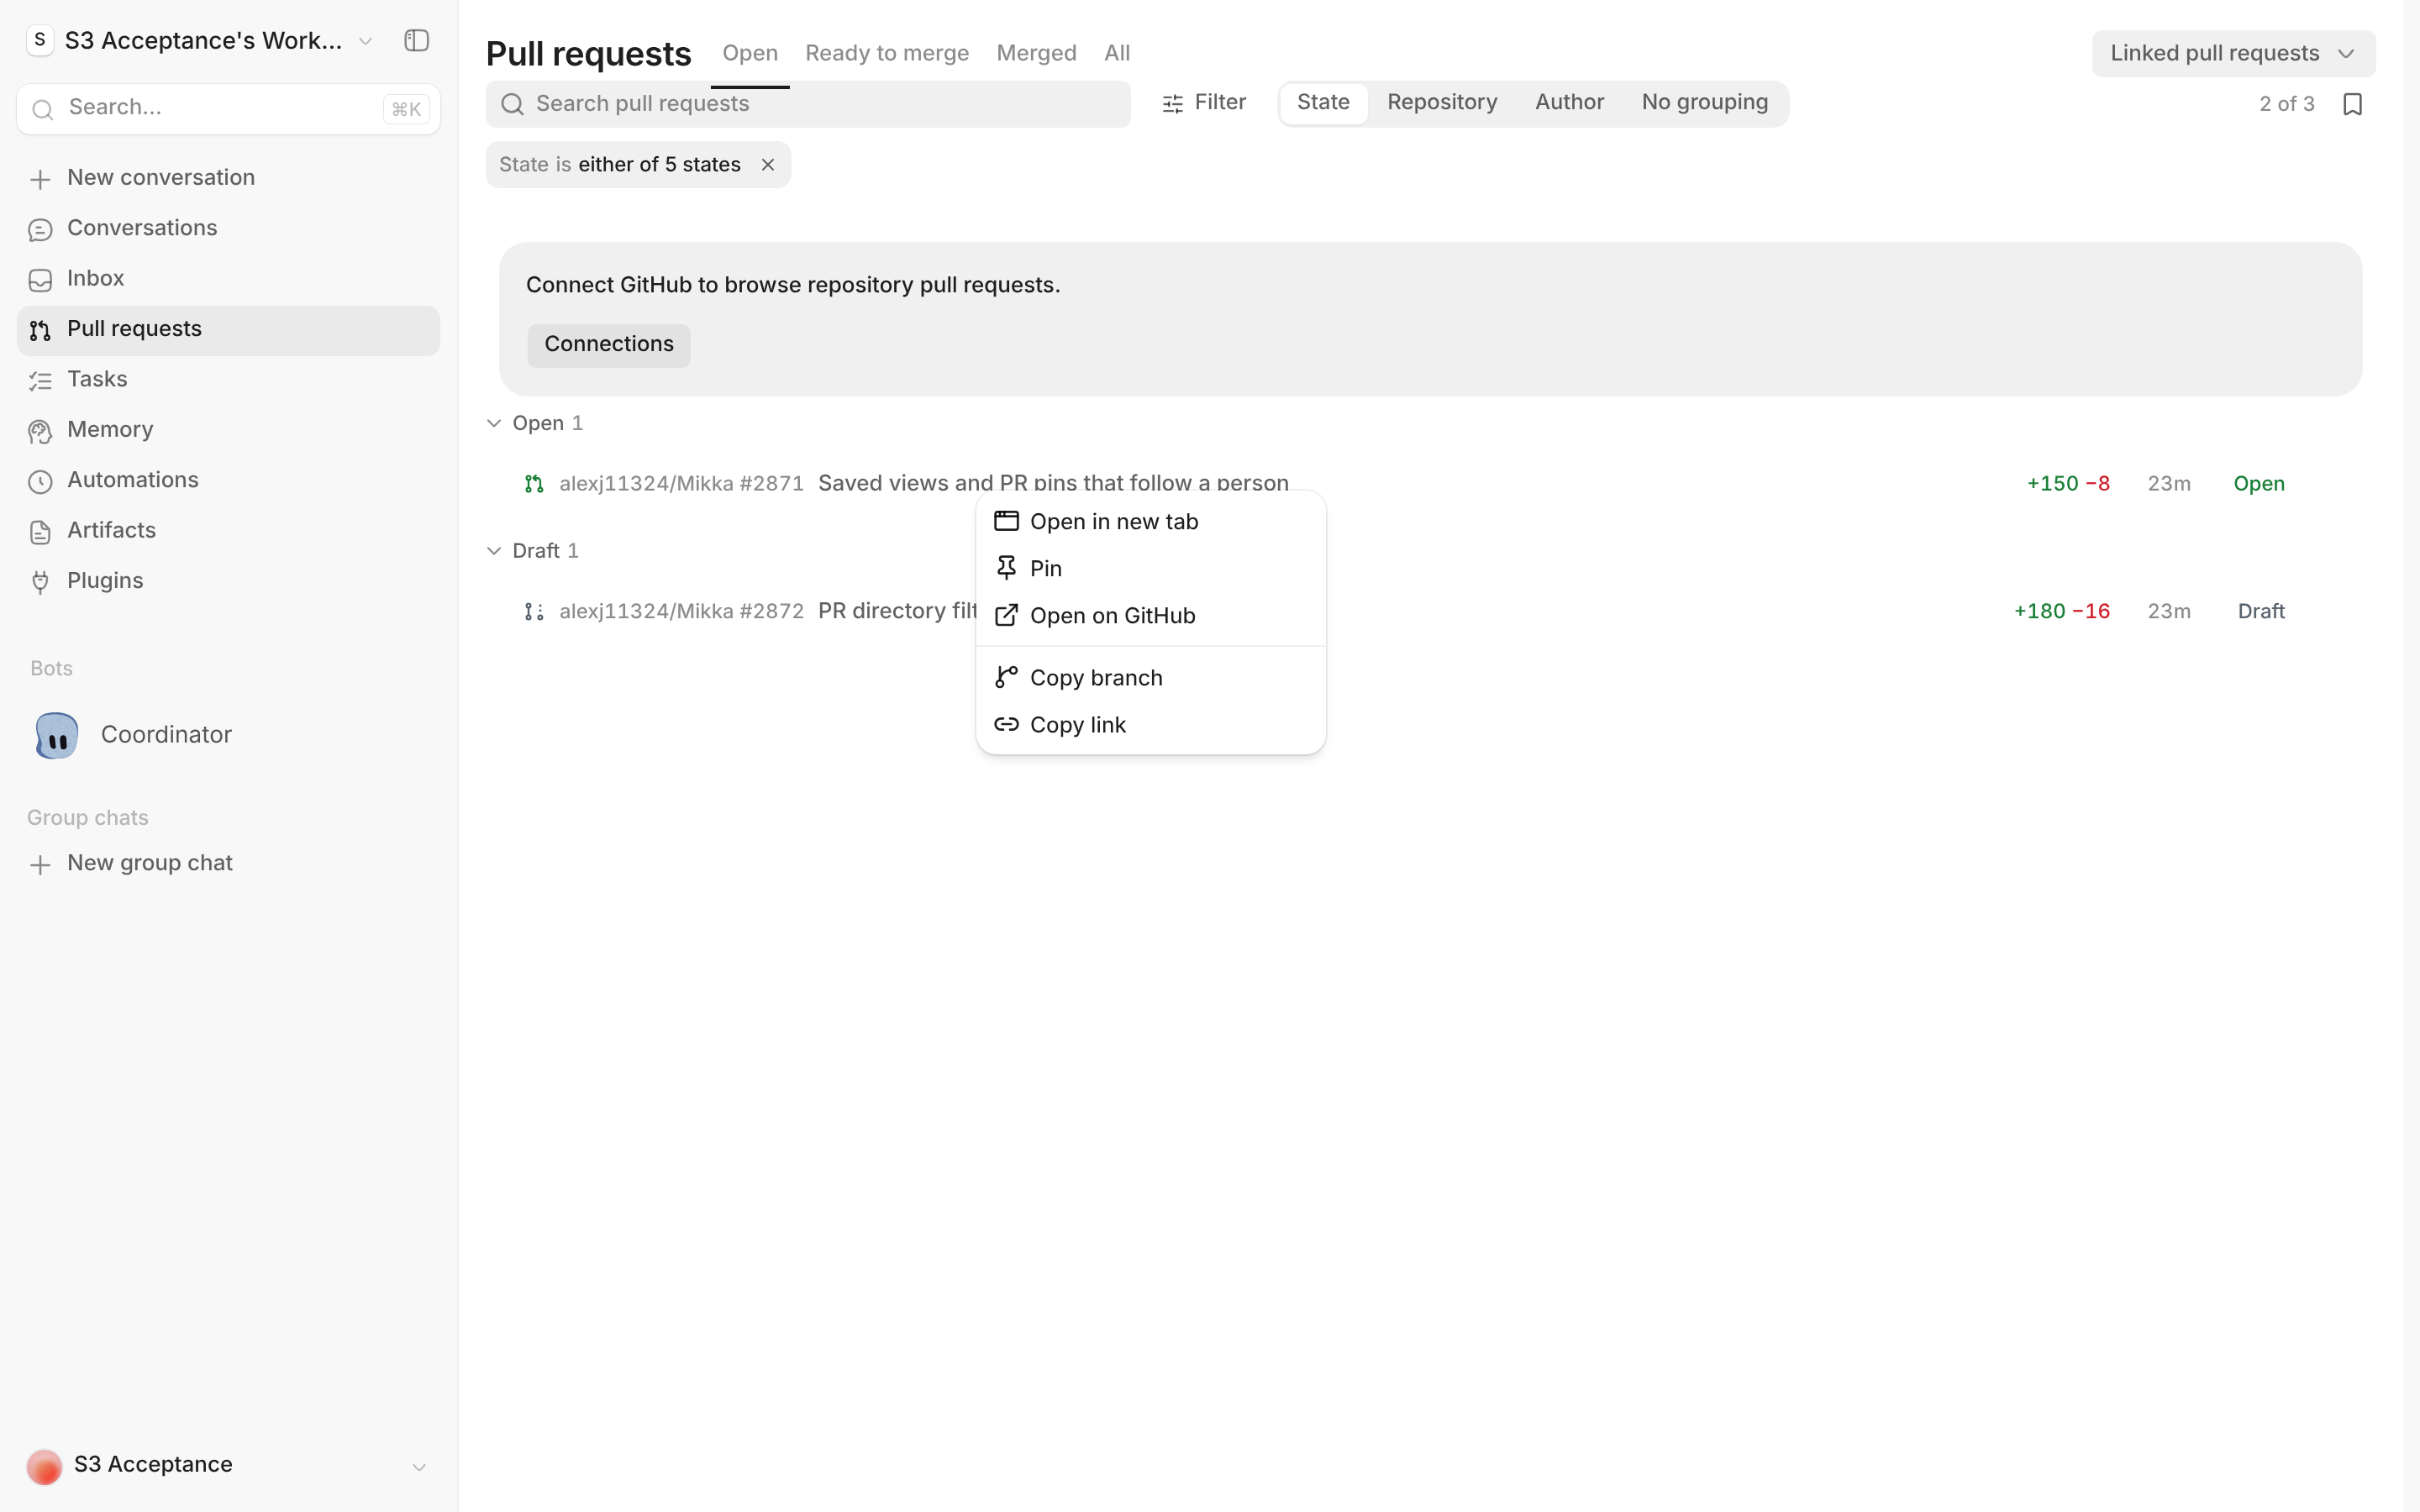 S S3 Acceptance's Work...
Search... ⌘K
New conversation
Conversations
Inbox
Pull requests
Tasks
Memory
Automations
Artifacts
Plugins
Bots
Coordinator
Group chats
New group chat
S3 Acceptance
Pull requests Open Ready to merge Merged All Linked pull requests
Search pull requests Filter State Repository Author No grouping 2 of 3
State is either of 5 states
Connect GitHub to browse repository pull requests.
Connections
Open 1
alexj11324/Mikka #2871 Saved views and PR pins that follow a person +150 −8 23m Open
Draft 1
alexj11324/Mikka #2872 PR directory +180 −16 23m Draft
Open in new tab
Pin
Open on GitHub
Copy branch
Copy link